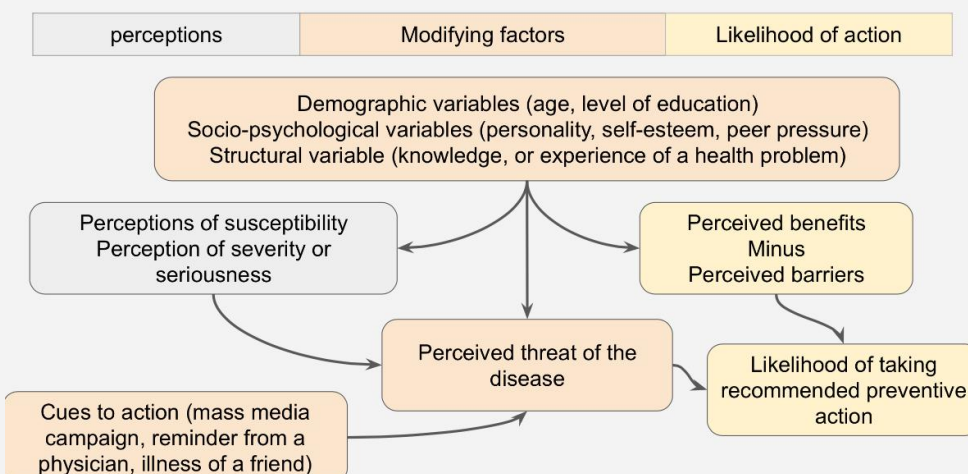 perceptions
Modifying factors
Likelihood of action
Demographic variables (age, level of education)
Socio-psychological variables (personality, self-esteem, peer pressure)
Structural variable (knowledge, or experience of a health problem)
Perceptions of susceptibility
Perception of severity or
seriousness
Perceived benefits
Minus
Perceived barriers
Perceived threat of the
disease
Likelihood of taking
recommended preventive
action
Cues to action (mass media
campaign, reminder from a
physician, illness of a friend)